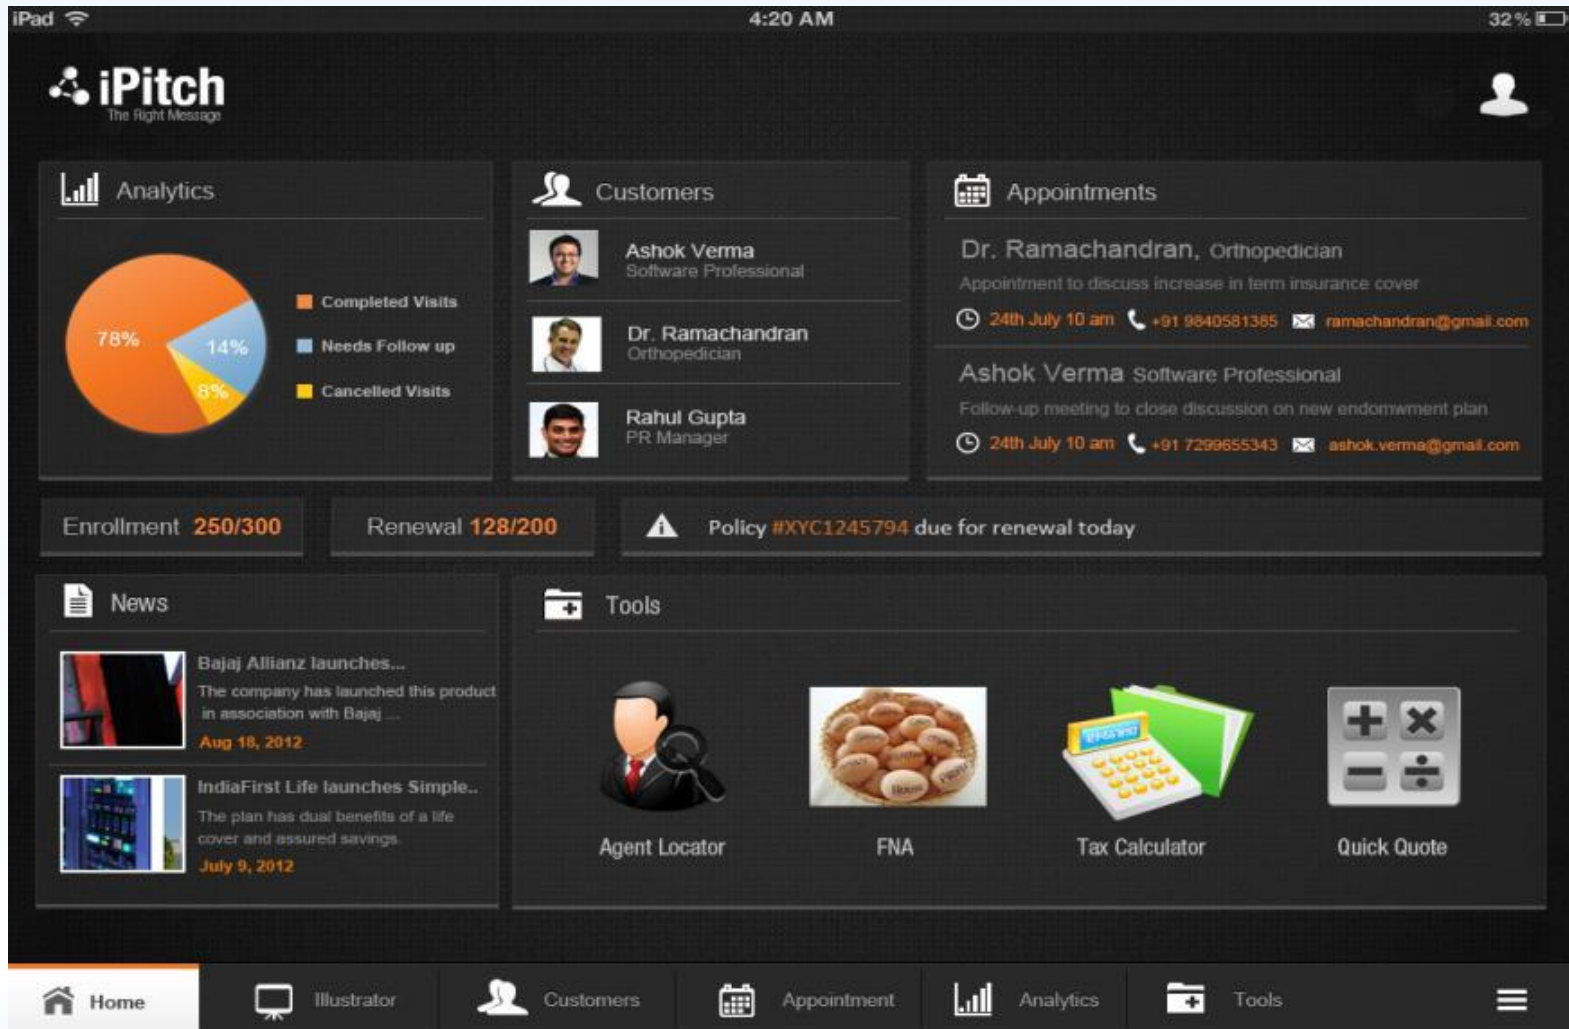 iPad
4:20 AM
32%
iPitch
The Right Message
Analytics
78%
14%
8%
Completed Visits
Needs Follow up
Cancelled Visits
Customers
Ashok Verma
Software Professional
Dr. Ramachandran
Orthopedician
Rahul Gupta
PR Manager
Appointments
Dr. Ramachandran, Orthopedician
Appointment to discuss increase in term insurance cover
24th July 10 am +91 9840581385 ramachandran@gmail.com
Ashok Verma Software Professional
Follow-up meeting to close discussion on new endomwment plan
24th July 10 am +91 7299655343 ashok.verma@gmail.com
Enrollment 250/300
Renewal 128/200
Policy #XYC1245794 due for renewal today
News
Bajaj Allianz launches...
The company has launched this product
in association with Bajaj ...
Aug 18, 2012
IndiaFirst Life launches Simple..
The plan has dual benefits of a life
cover and assured savings.
July 9, 2012
Tools
House
Agent Locator
FNA
Tax Calculator
Quick Quote
Home
Illustrator
Customers
Appointment
Analytics
Tools